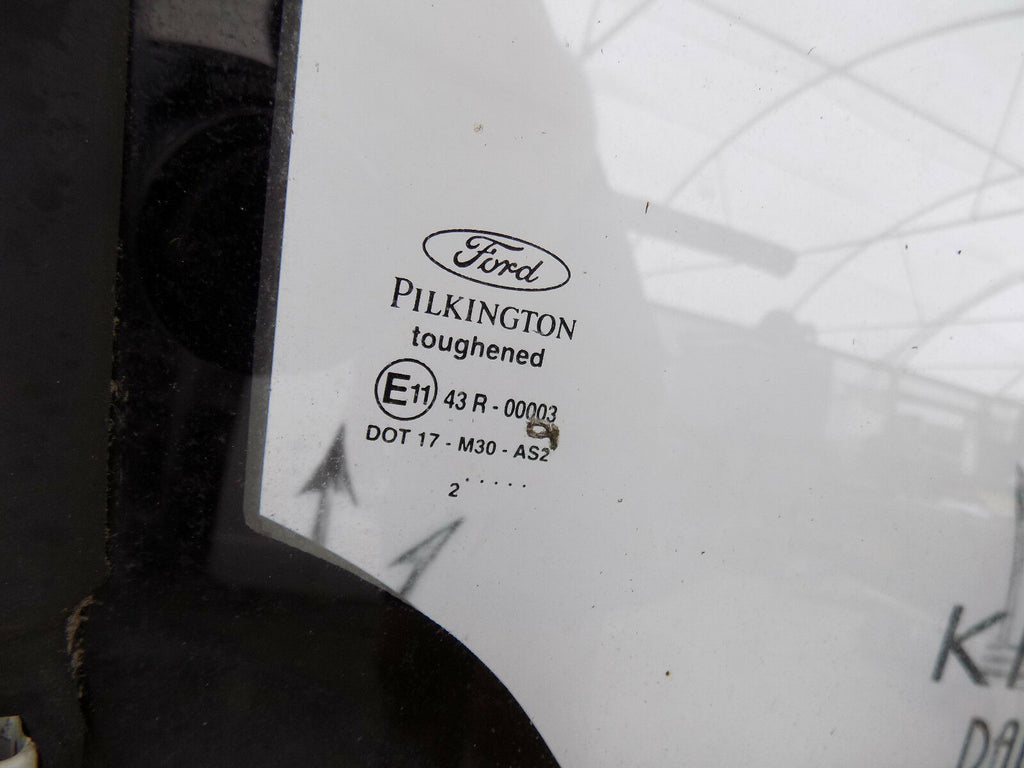 Ford
PILKINGTON
toughened
E11 43 R - 00003
DOT 17 - M30 - AS2
. . . . .
2
K